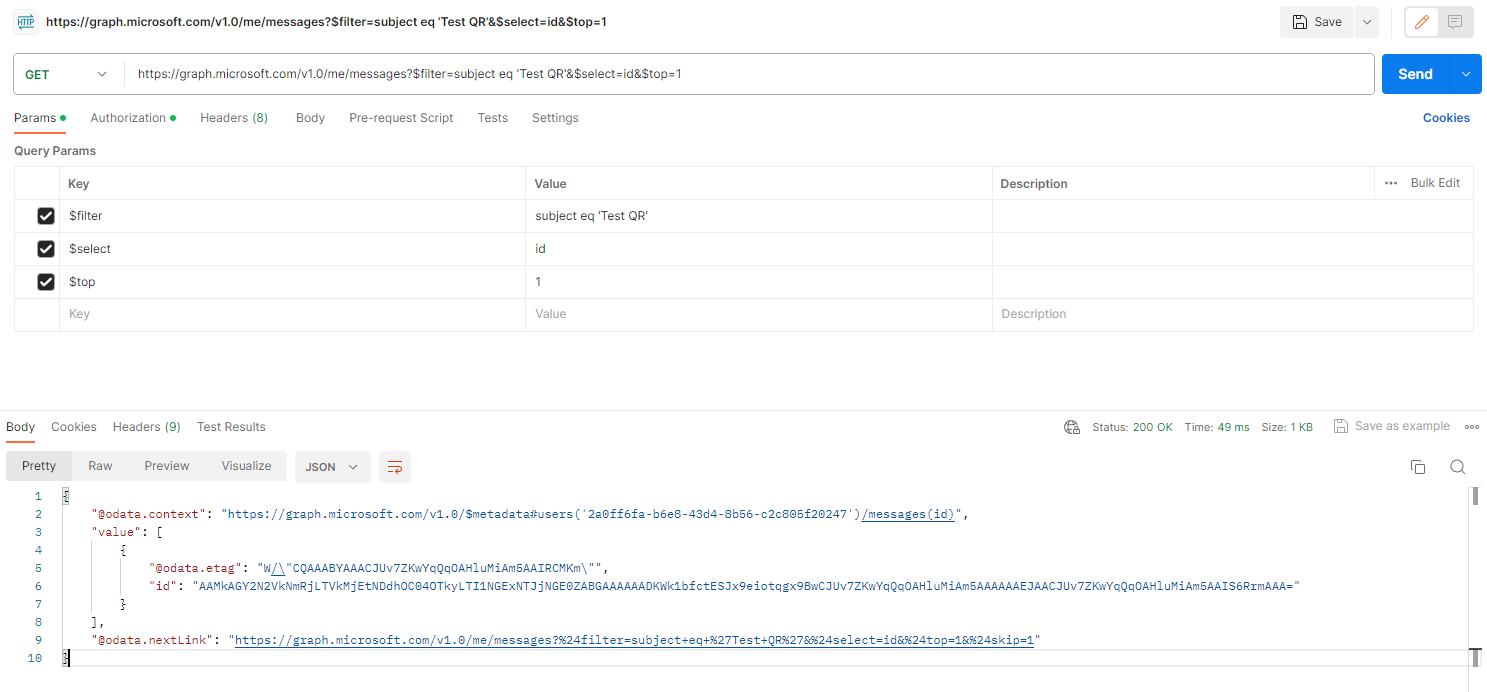 HTTP https://graph.microsoft.com/v1.0/me/messages?$filter=subject eq 'Test QR'&$select=id&$top=1 Save
GET https://graph.microsoft.com/v1.0/me/messages?$filter=subject eq 'Test QR'&$select=id&$top=1 Send
Params Authorization Headers (8) Body Pre-request Script Tests Settings Cookies
Query Params
Key Value Description ••• Bulk Edit
$filter subject eq 'Test QR'
$select id
$top 1
Key Value Description
Body Cookies Headers (9) Test Results Status: 200 OK Time: 49 ms Size: 1 KB Save as example
Pretty Raw Preview Visualize JSON
1 {
2 "@odata.context": "https://graph.microsoft.com/v1.0/$metadata#users('2a0ff6fa-b6e8-43d4-8b56-c2c805f20247')/messages(id)",
3 "value": [
4 {
5 "@odata.etag": "W/\"CQAAABYAAACJUv7ZKwYqQqOAHluMiAm5AAIRCMKm\"",
6 "id": "AAMkAGY2N2VkNmRjLTVkMjEtNDdhOC04OTkyLTI1NGExNTJjNGE0ZABGAAAAAADKWk1bfctESJx9eiotqgx9BwCJUv7ZKwYqQqOAHluMiAm5AAAAAAEJAACJUv7ZKwYqQqOAHluMiAm5AAIS6RrmAAA="
7 }
8 ],
9 "@odata.nextLink": "https://graph.microsoft.com/v1.0/me/messages?%24filter=subject+eq+%27Test+QR%27&%24select=id&%24top=1&%24skip=1"
10 }